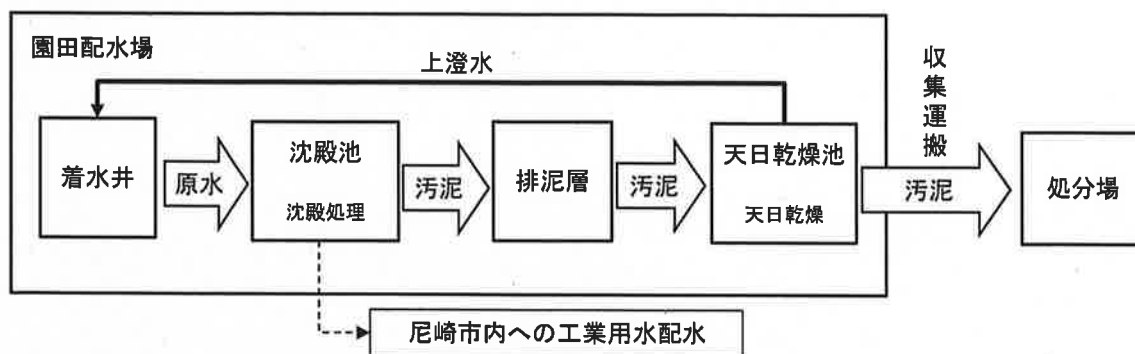 園田配水場
上澄水
収集運搬
着水井
原水
沈殿池
沈殿処理
汚泥
排泥層
汚泥
天日乾燥池
天日乾燥
汚泥
処分場
尼崎市内への工業用水配水